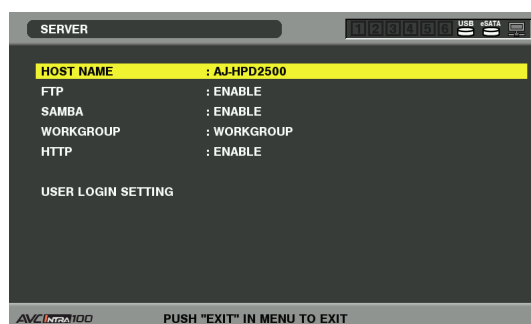 SERVER 1 2 3 4 5 6 USB eSATA
HOST NAME : AJ-HPD2500
FTP : ENABLE
SAMBA : ENABLE
WORKGROUP : WORKGROUP
HTTP : ENABLE
USER LOGIN SETTING
AVC INTRA 100 PUSH "EXIT" IN MENU TO EXIT